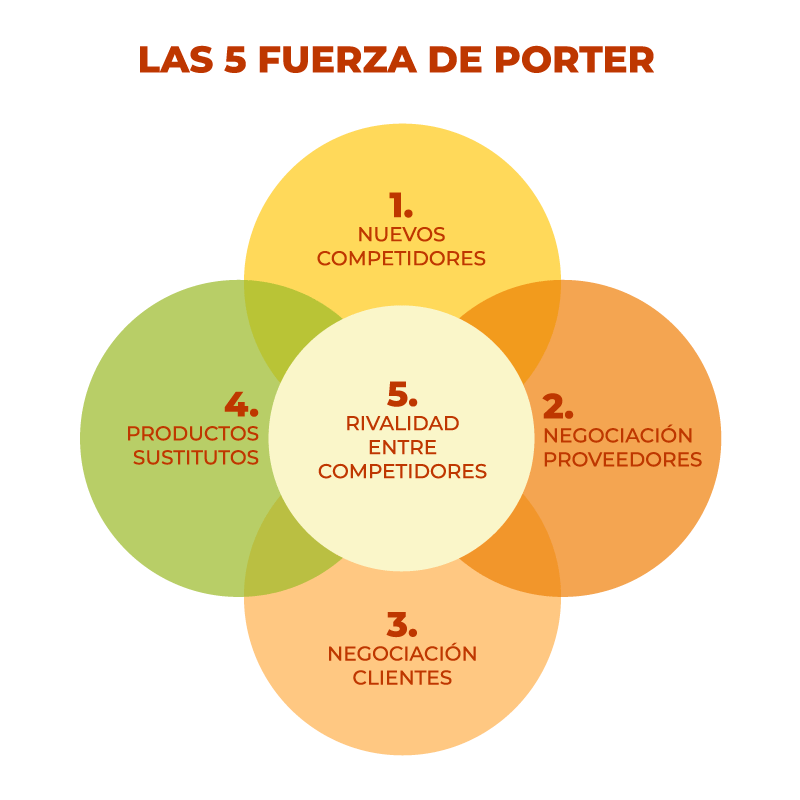 LAS 5 FUERZA DE PORTER
1.
NUEVOS
COMPETIDORES
2.
NEGOCIACIÓN
PROVEEDORES
3.
NEGOCIACIÓN
CLIENTES
4.
PRODUCTOS
SUSTITUTOS
5.
RIVALIDAD
ENTRE
COMPETIDORES